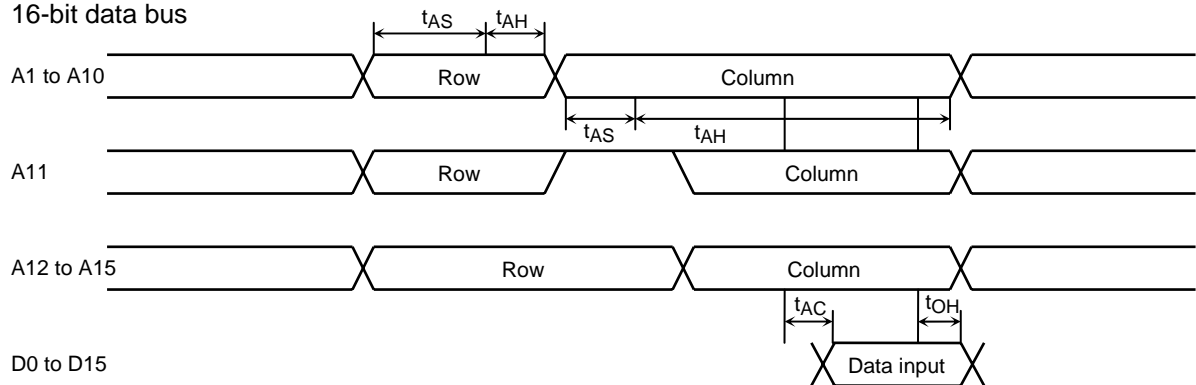 16-bit data bus
tAS tAH
A1 to A10 Row Column
tAS tAH
A11 Row Column
A12 to A15 Row Column
tAC tOH
D0 to D15 Data input